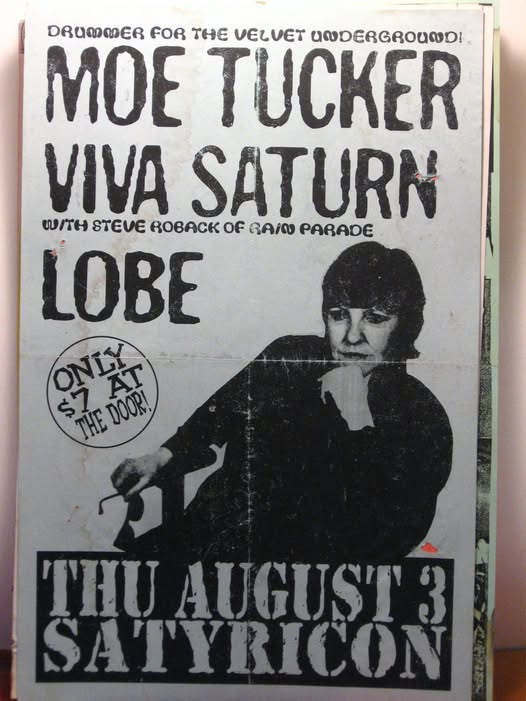 DRUMMER FOR THE VELVET UNDERGROUND!
MOE TUCKER
VIVA SATURN
WITH STEVE ROBACK OF RAIN PARADE
LOBE
ONLY
$7 AT
THE DOOR!
THU AUGUST 3
SATYRICON